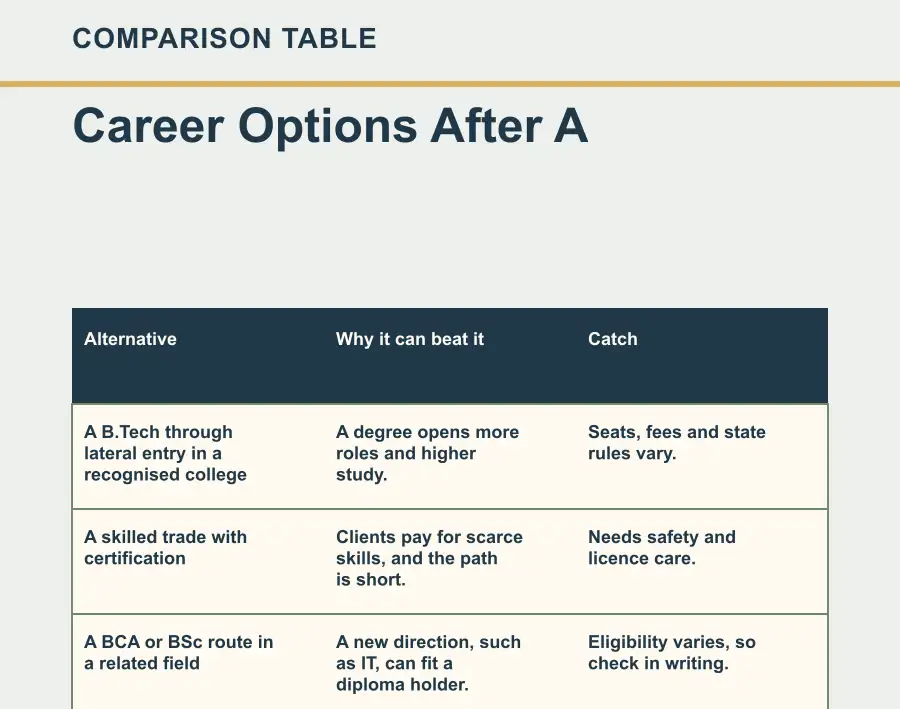 COMPARISON TABLE
Career Options After A
Alternative
Why it can beat it
Catch
A B.Tech through
lateral entry in a
recognised college
A degree opens more
roles and higher
study.
Seats, fees and state
rules vary.
A skilled trade with
certification
Clients pay for scarce
skills, and the path
is short.
Needs safety and
licence care.
A BCA or BSc route in
a related field
A new direction, such
as IT, can fit a
diploma holder.
Eligibility varies, so
check in writing.